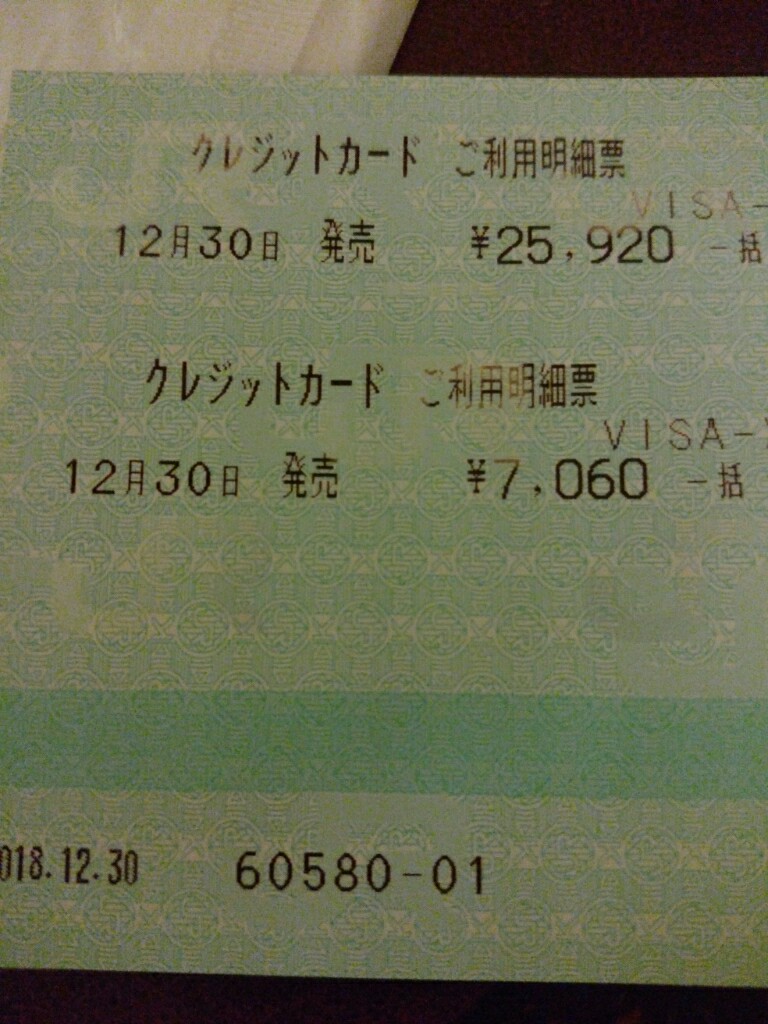 クレジットカード ご利用明細票
VISA-
12月30日 発売 ¥25,920 一括
クレジットカード ご利用明細票
VISA-
12月30日 発売 ¥7,060 一括
018.12.30 60580-01